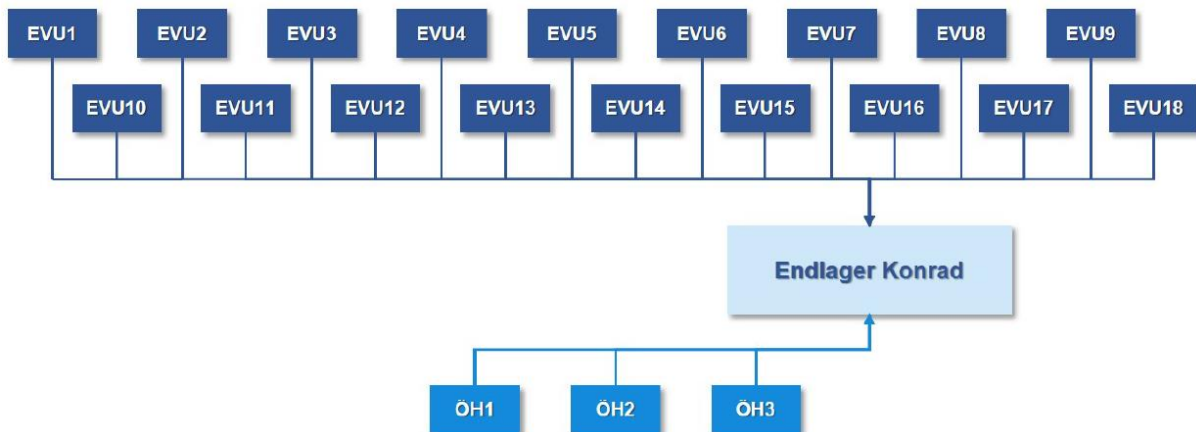 EVU1 EVU2 EVU3 EVU4 EVU5 EVU6 EVU7 EVU8 EVU9
EVU10 EVU11 EVU12 EVU13 EVU14 EVU15 EVU16 EVU17 EVU18
Endlager Konrad
ÖH1 ÖH2 ÖH3